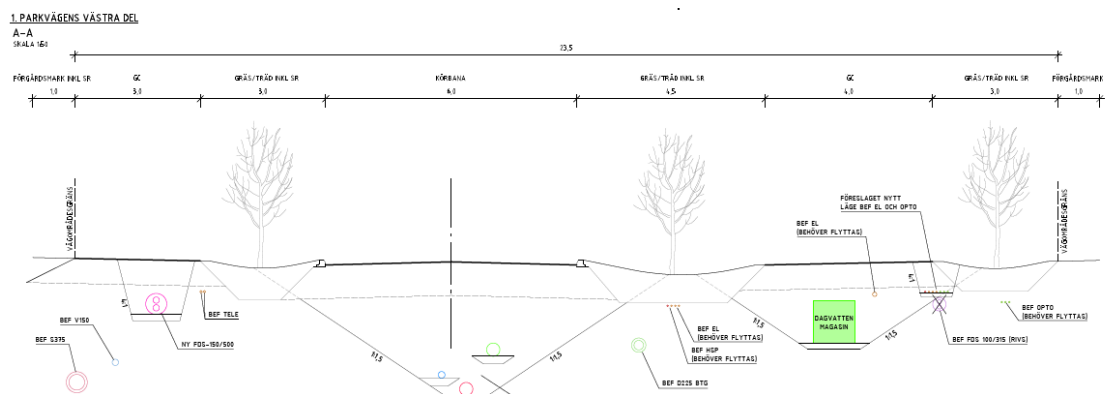 1. PARKVÄGENS VÄSTRA DEL
A-A
SKALA 1:50
23,5
FÖRGÅRDSMARK INKL SR
GC
GRÄS/TRÄD INKL SR
KÖRBANA
GRÄS/TRÄD INKL SR
GC
GRÄS/TRÄD INKL SR
FÖRGÅRDSMARK
1,0
3,0
3,0
6,0
4,5
4,0
3,0
1,0
VÄGOMRÅDESGRÄNS
VÄGOMRÅDESGRÄNS
FÖRESLAGET NYTT
LÄGE BEF EL OCH OPTO
BEF EL
(BEHÖVER FLYTTAS)
BEF TELE
BEF V150
NY FDS-150/500
BEF S375
1:1,5
1:1,5
BEF EL
(BEHÖVER FLYTTAS)
BEF HSP
(BEHÖVER FLYTTAS)
BEF D225 BTG
1:1,5
DAGVATTEN
MAGASIN
1:1,5
BEF OPTO
(BEHÖVER FLYTTAS)
BEF FDS 100/315 (RIVS)